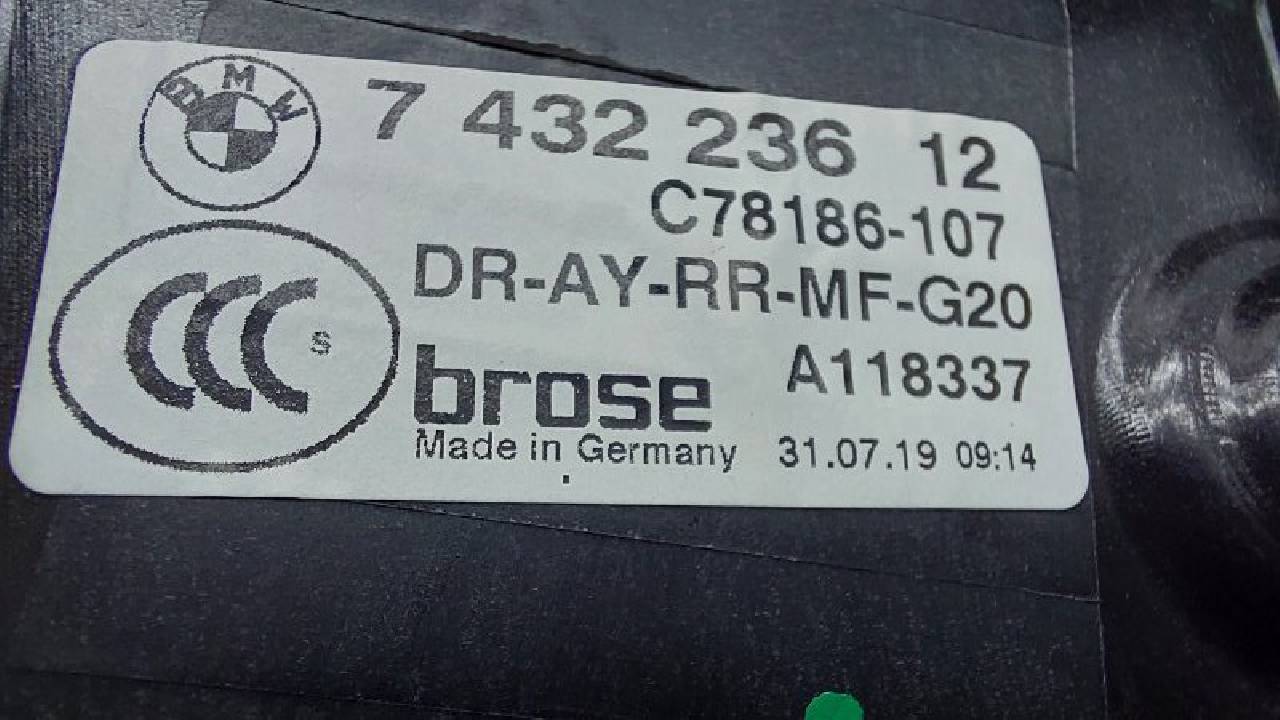 BMW
7 432 236 12
C78186-107
DR-AY-RR-MF-G20
CCC S
brose A118337
Made in Germany 31.07.19 09:14